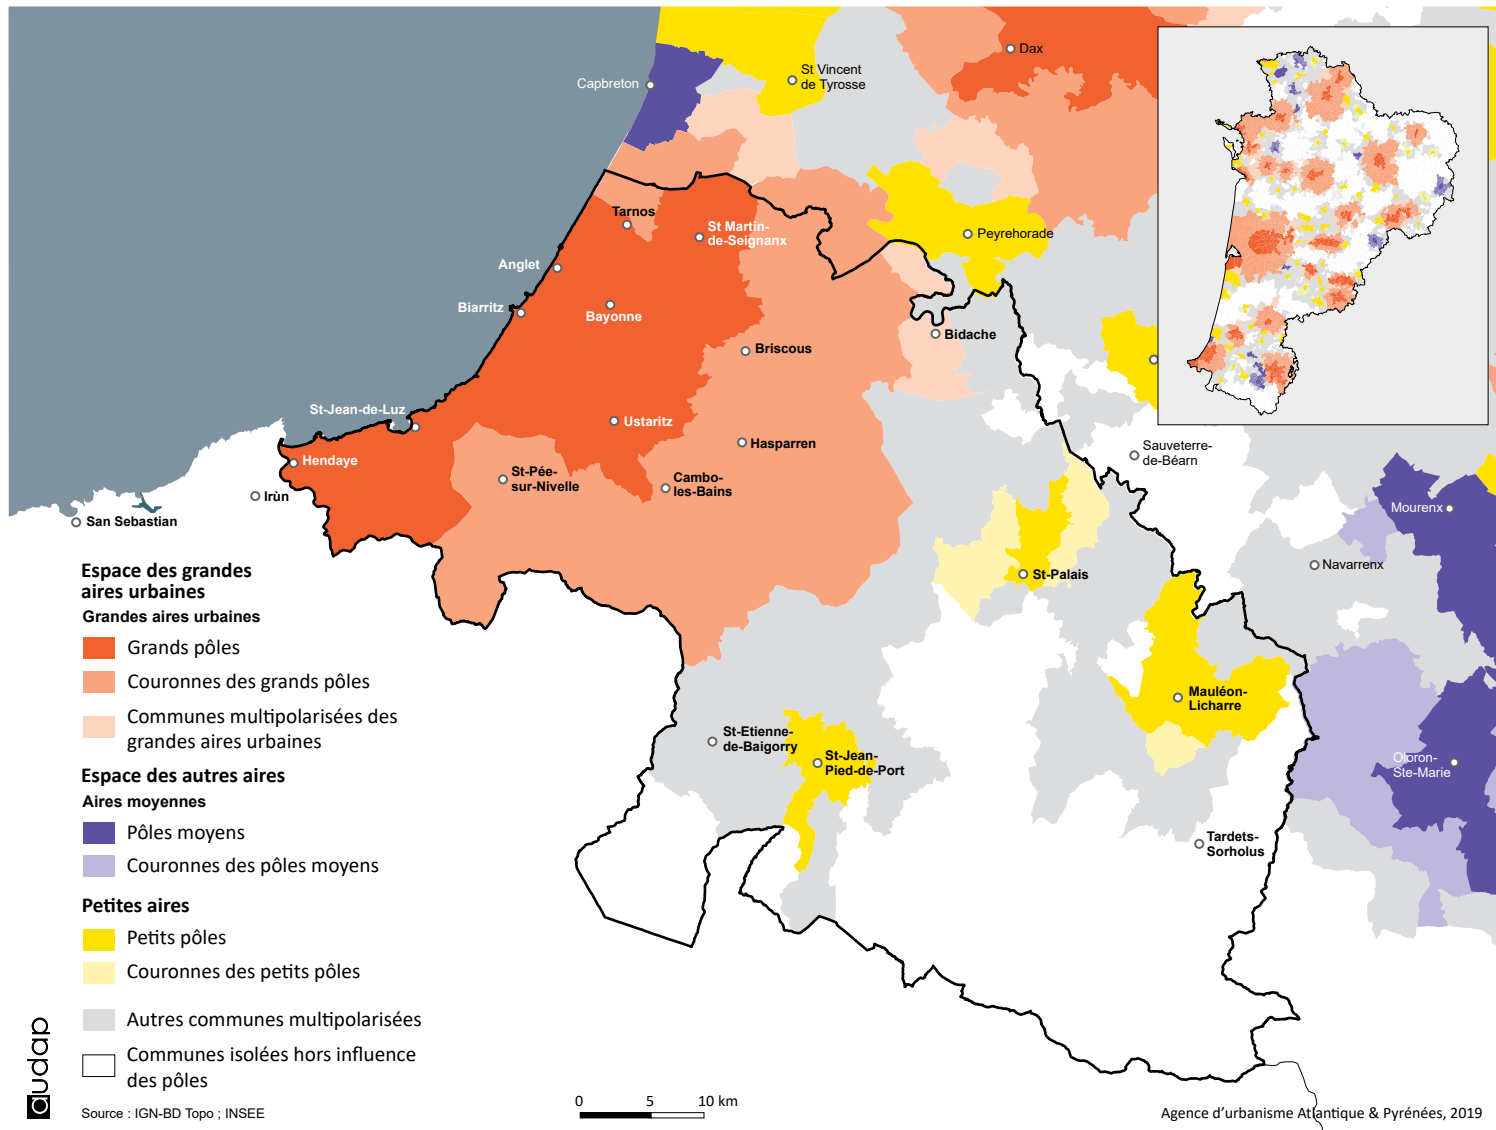 Dax
Capbreton
St Vincent
de Tyrosse
Tarnos
St Martin-
de-Seignanx
Peyrehorade
Anglet
Biarritz
Bayonne
Bidache
Briscous
St-Jean-de-Luz
Ustaritz
Hasparren
Sauveterre-
de-Béarn
Hendaye
St-Pée-
sur-Nivelle
Cambo-
les-Bains
Irùn
San Sebastian
Mourenx
Navarrenx
St-Palais
Mauléon-
Licharre
St-Etienne-
de-Baigorry
St-Jean-
Pied-de-Port
Oloron-
Ste-Marie
Tardets-
Sorholus
Espace des grandes
aires urbaines
Grandes aires urbaines
Grands pôles
Couronnes des grands pôles
Communes multipolarisées des
grandes aires urbaines
Espace des autres aires
Aires moyennes
Pôles moyens
Couronnes des pôles moyens
Petites aires
Petits pôles
Couronnes des petits pôles
Autres communes multipolarisées
Communes isolées hors influence
des pôles
audap
Source : IGN-BD Topo ; INSEE
0 5 10 km
Agence d'urbanisme Atlantique & Pyrénées, 2019